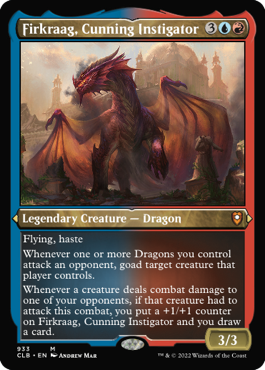 Firkraag, Cunning Instigator 3
Legendary Creature — Dragon
Flying, haste
Whenever one or more Dragons you control
attack an opponent, goad target creature that
player controls.
Whenever a creature deals combat damage to
one of your opponents, if that creature had to
attack this combat, you put a +1/+1 counter
on Firkraag, Cunning Instigator and you draw
a card.
3/3
933 M
CLB • EN Andrew Mar
™ & © 2022 Wizards of the Coast